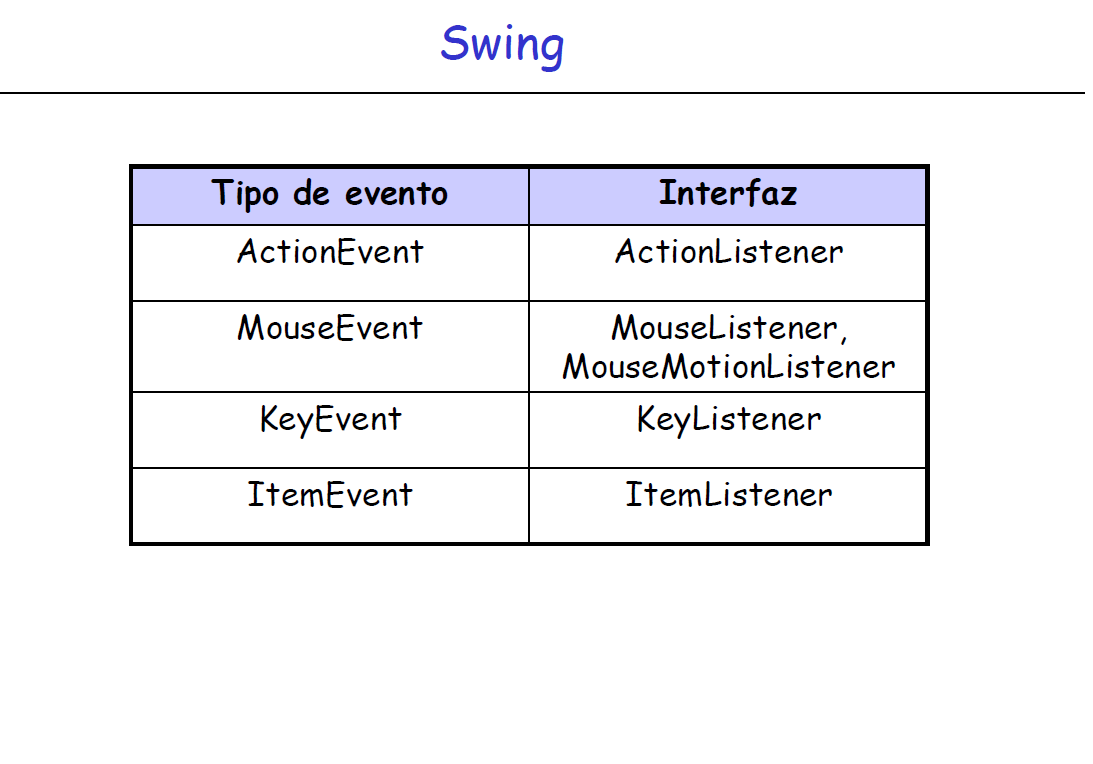 Swing
Tipo de evento Interfaz
ActionEvent ActionListener
MouseEvent MouseListener,
MouseMotionListener
KeyEvent KeyListener
ItemEvent ItemListener